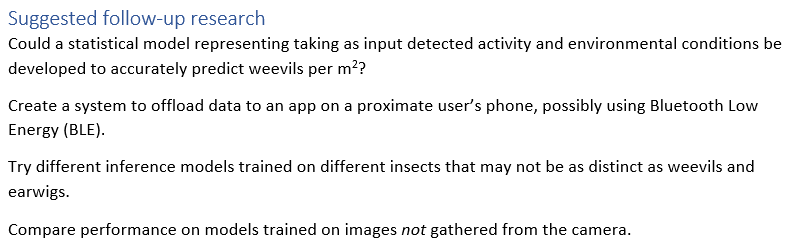 Suggested follow-up research
Could a statistical model representing taking as input detected activity and environmental conditions be
developed to accurately predict weevils per m²?
Create a system to offload data to an app on a proximate user's phone, possibly using Bluetooth Low
Energy (BLE).
Try different inference models trained on different insects that may not be as distinct as weevils and
earwigs.
Compare performance on models trained on images not gathered from the camera.